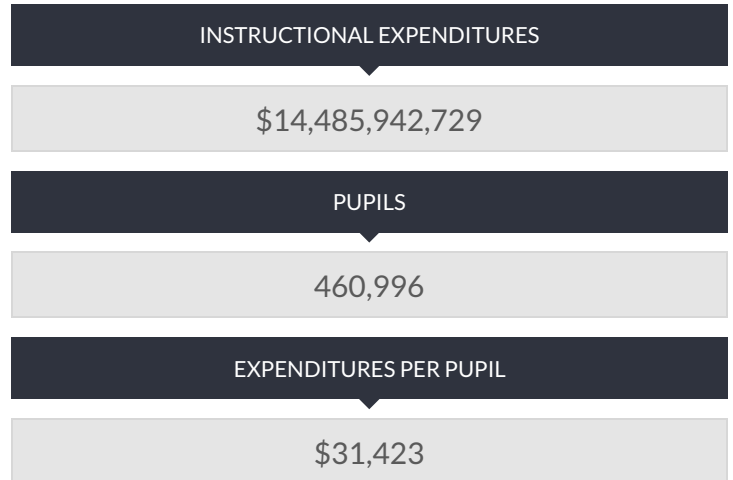 INSTRUCTIONAL EXPENDITURES
$14,485,942,729
PUPILS
460,996
EXPENDITURES PER PUPIL
$31,423